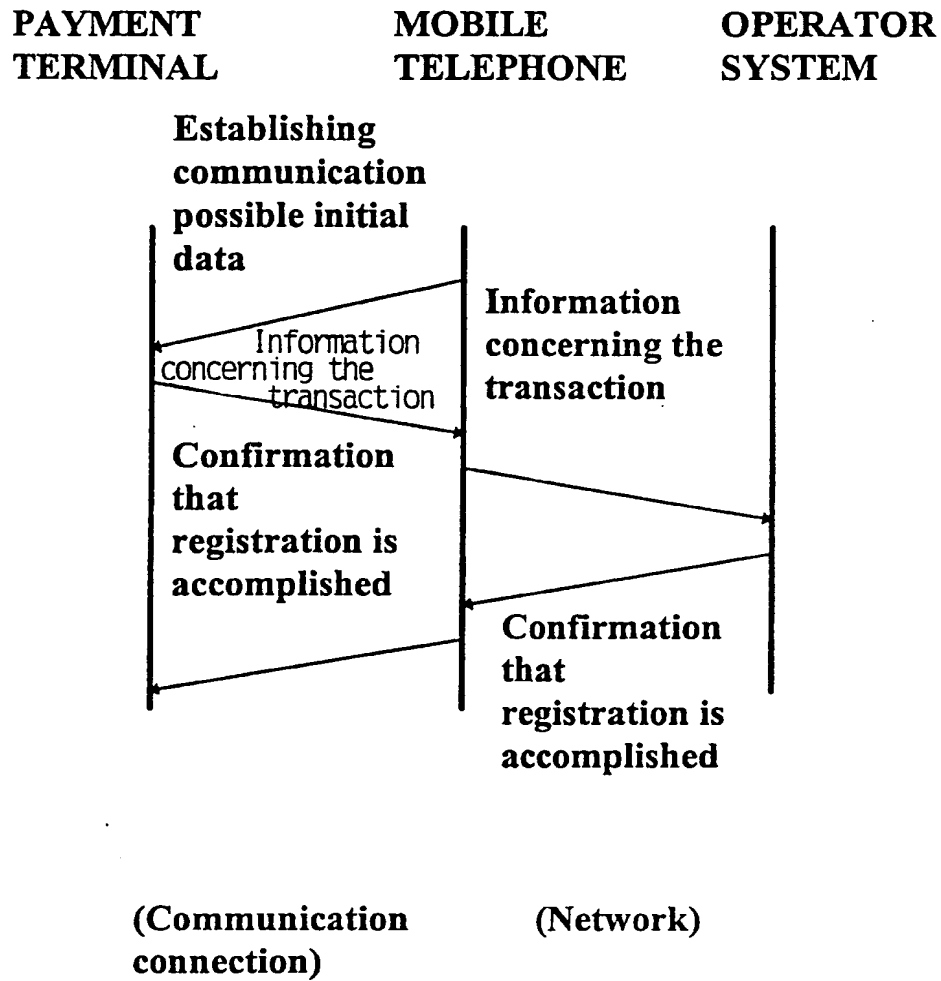 PAYMENT TERMINAL
MOBILE TELEPHONE
OPERATOR SYSTEM
Establishing
communication
possible initial
data
Information
concerning the
transaction
Information
concerning the
transaction
Confirmation
that
registration is
accomplished
Confirmation
that
registration is
accomplished
(Communication
connection)
(Network)